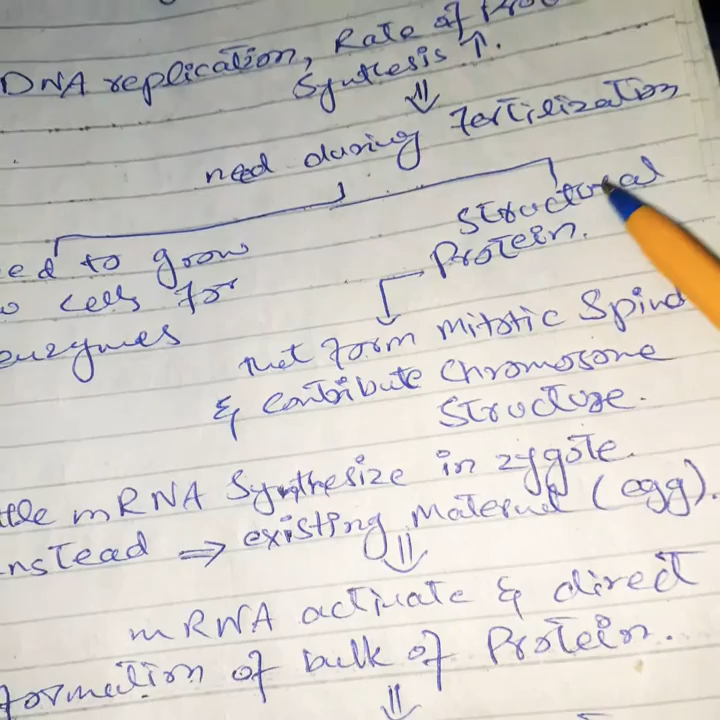 DNA replication, Rate of
Synthesis ↑.
⇓
need during Fertilization
to grow
cells for
enzymes
Structural
Protein.
that form mitotic Spind
& contribute chromosome
Structure.
mRNA Synthesize in zygote.
nstead ⇒ existing maternal (egg).
⇓
mRNA activate & direct
formation of bulk of Protein.
⇓